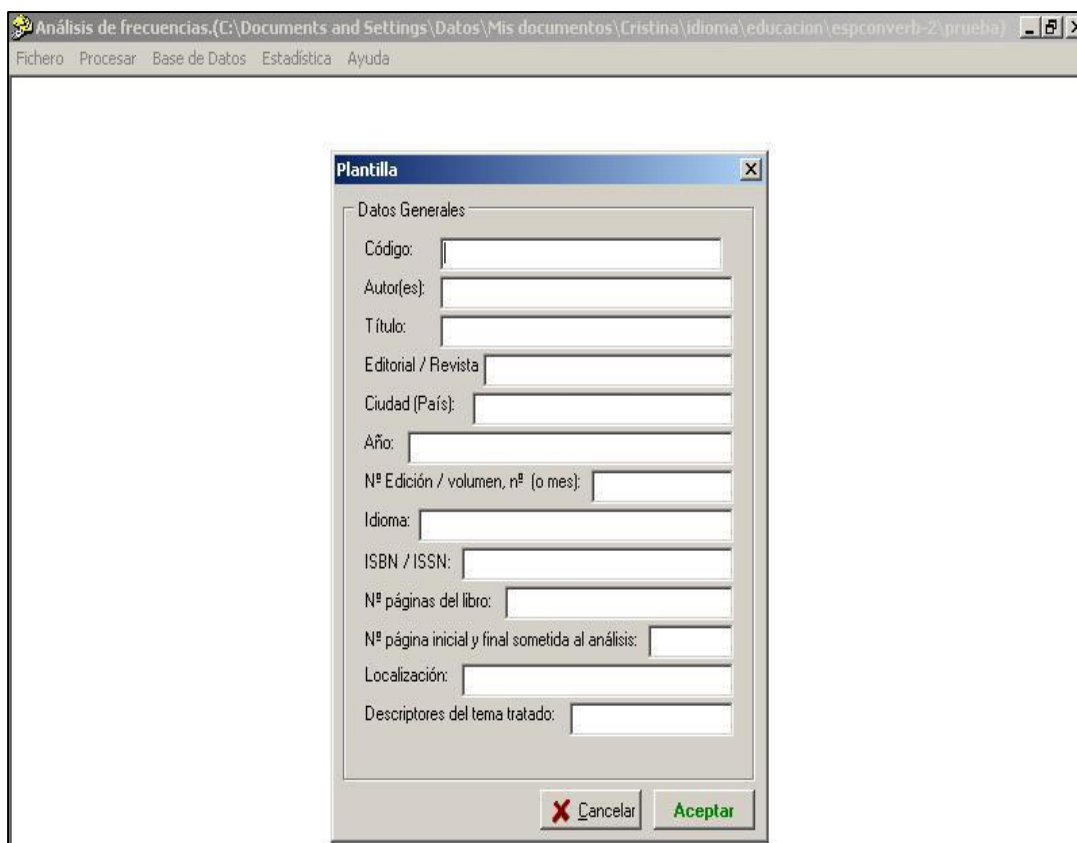 Análisis de frecuencias.(C:\Documents and Settings\Datos\Mis documentos\Cristina\idioma\educacion\espconverb-2\prueba)
Fichero Procesar Base de Datos Estadística Ayuda
Plantilla
Datos Generales
Código:
Autor(es):
Título:
Editorial / Revista
Ciudad (País):
Año:
Nº Edición / volumen, nº (o mes):
Idioma:
ISBN / ISSN:
Nº páginas del libro:
Nº página inicial y final sometida al análisis:
Localización:
Descriptores del tema tratado:
Cancelar Aceptar